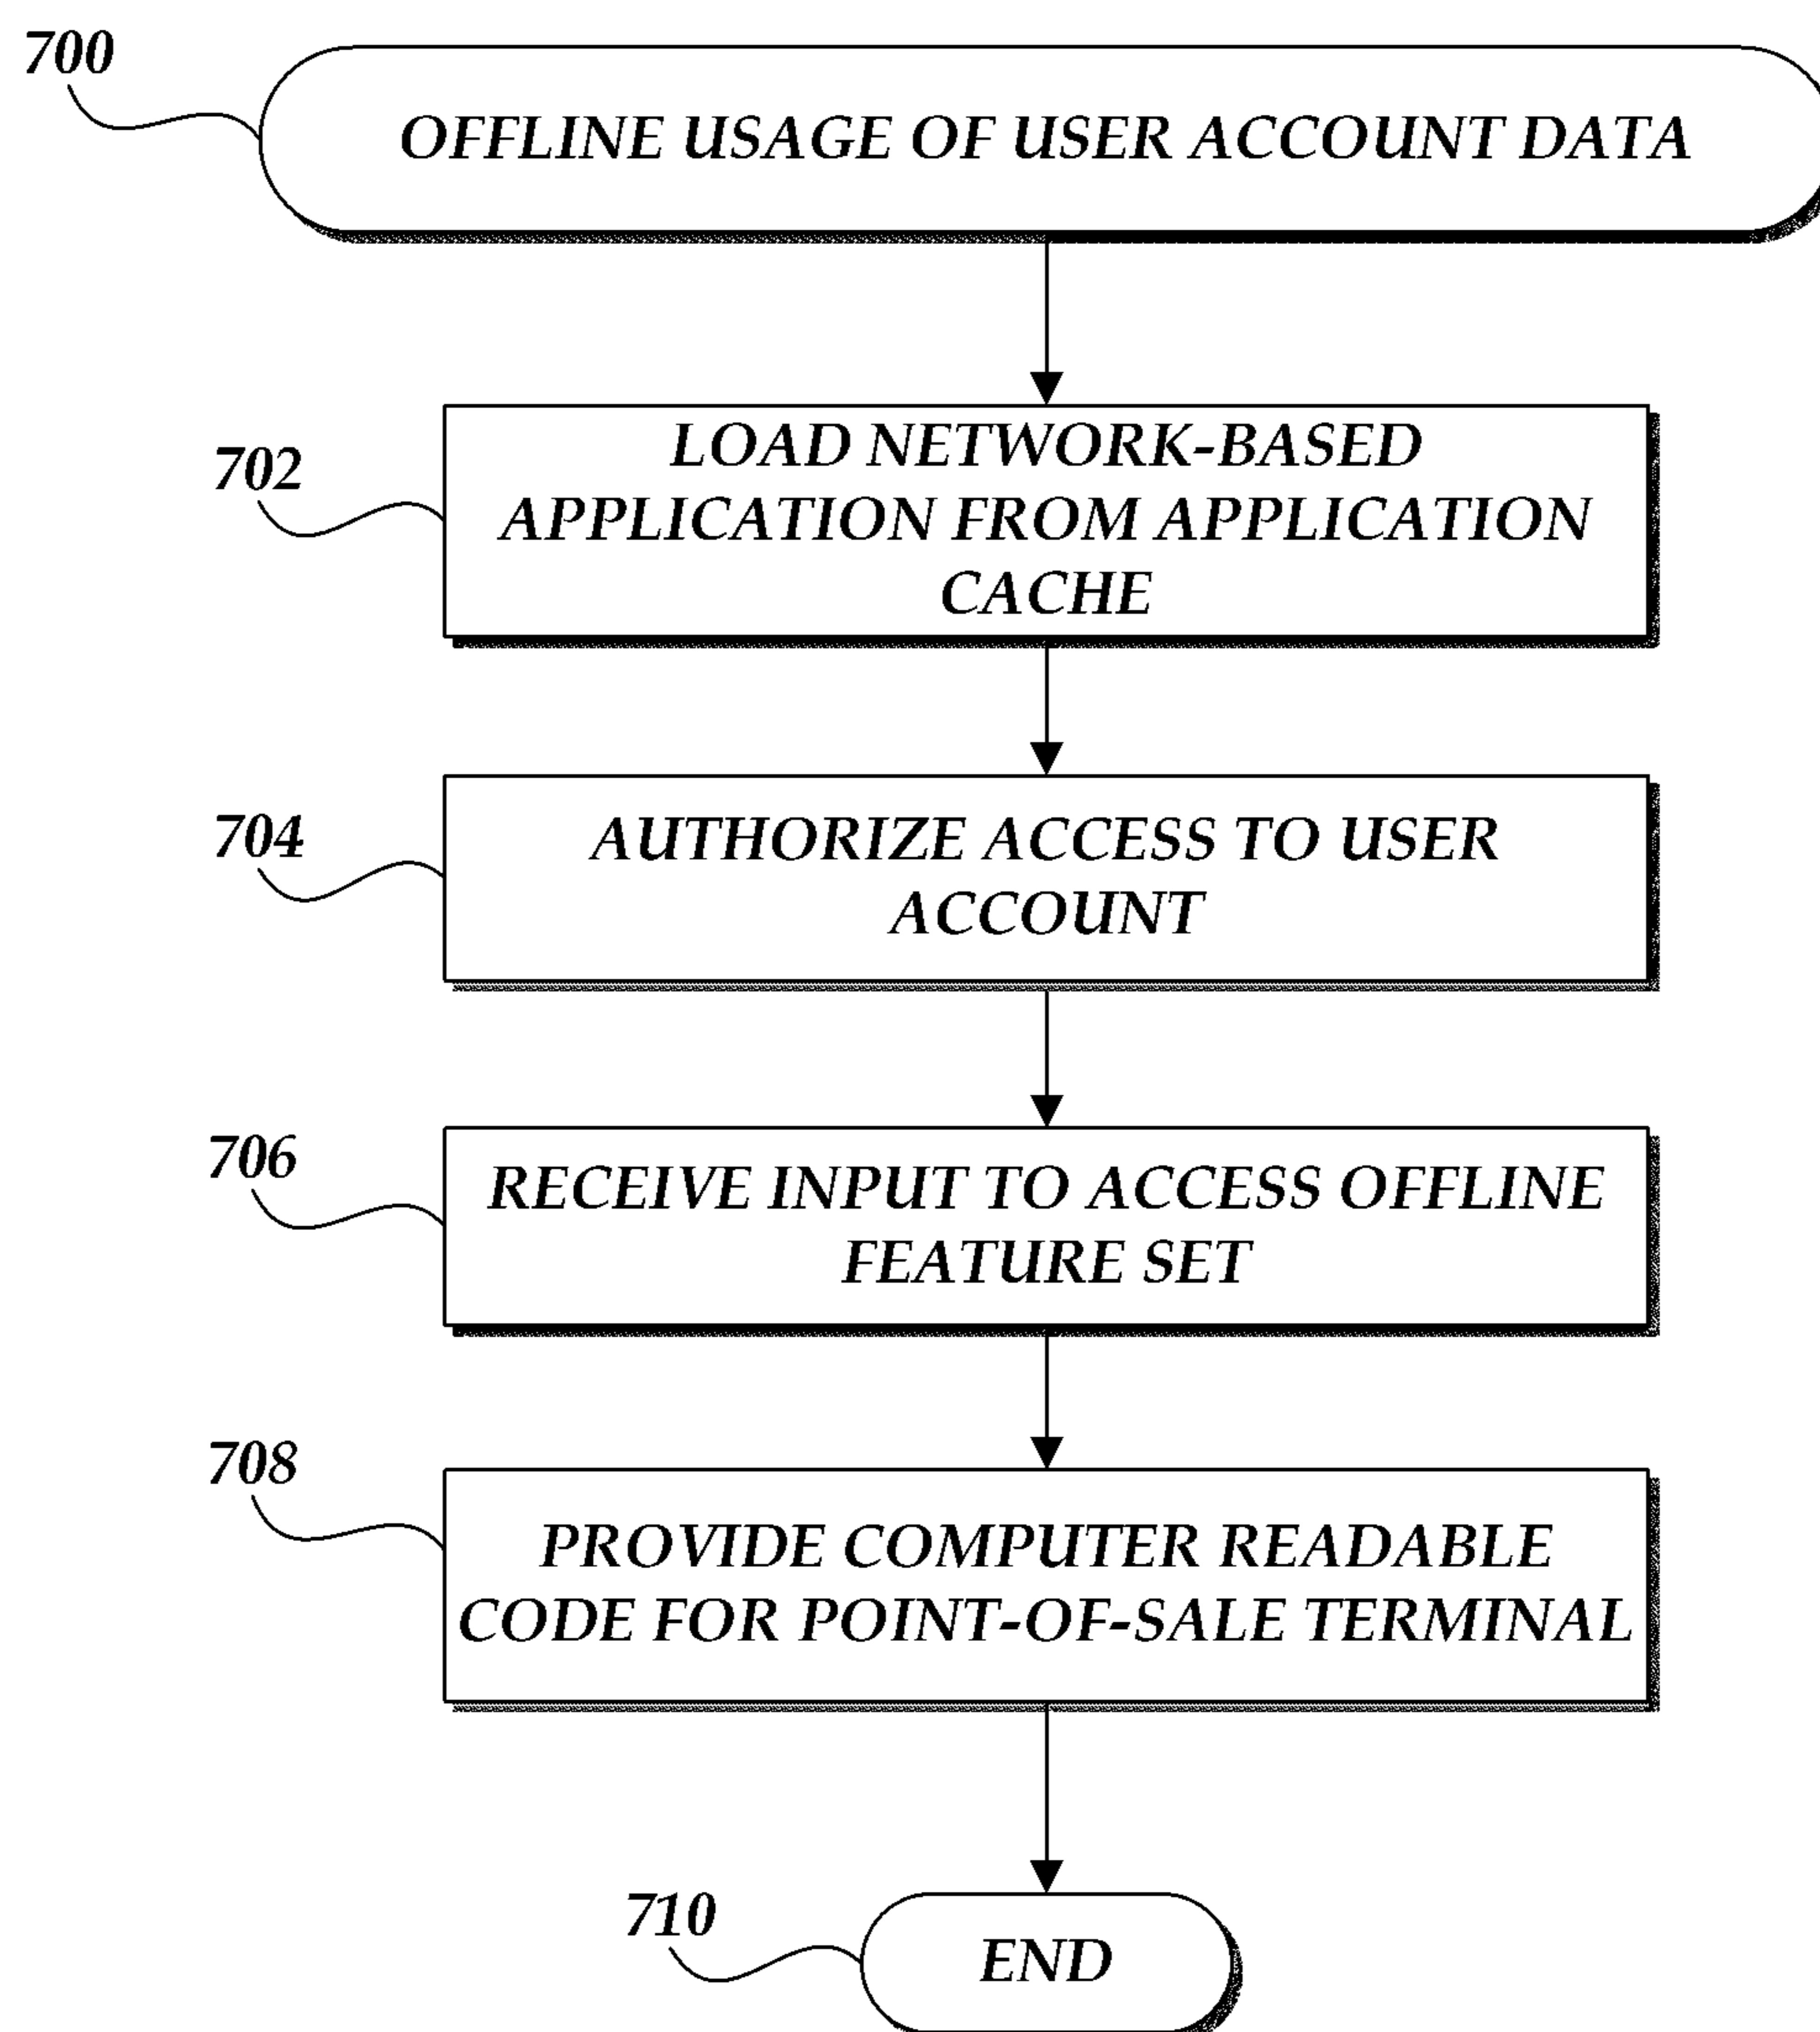 700
OFFLINE USAGE OF USER ACCOUNT DATA
702
LOAD NETWORK-BASED
APPLICATION FROM APPLICATION
CACHE
704
AUTHORIZE ACCESS TO USER
ACCOUNT
706
RECEIVE INPUT TO ACCESS OFFLINE
FEATURE SET
708
PROVIDE COMPUTER READABLE
CODE FOR POINT-OF-SALE TERMINAL
710
END